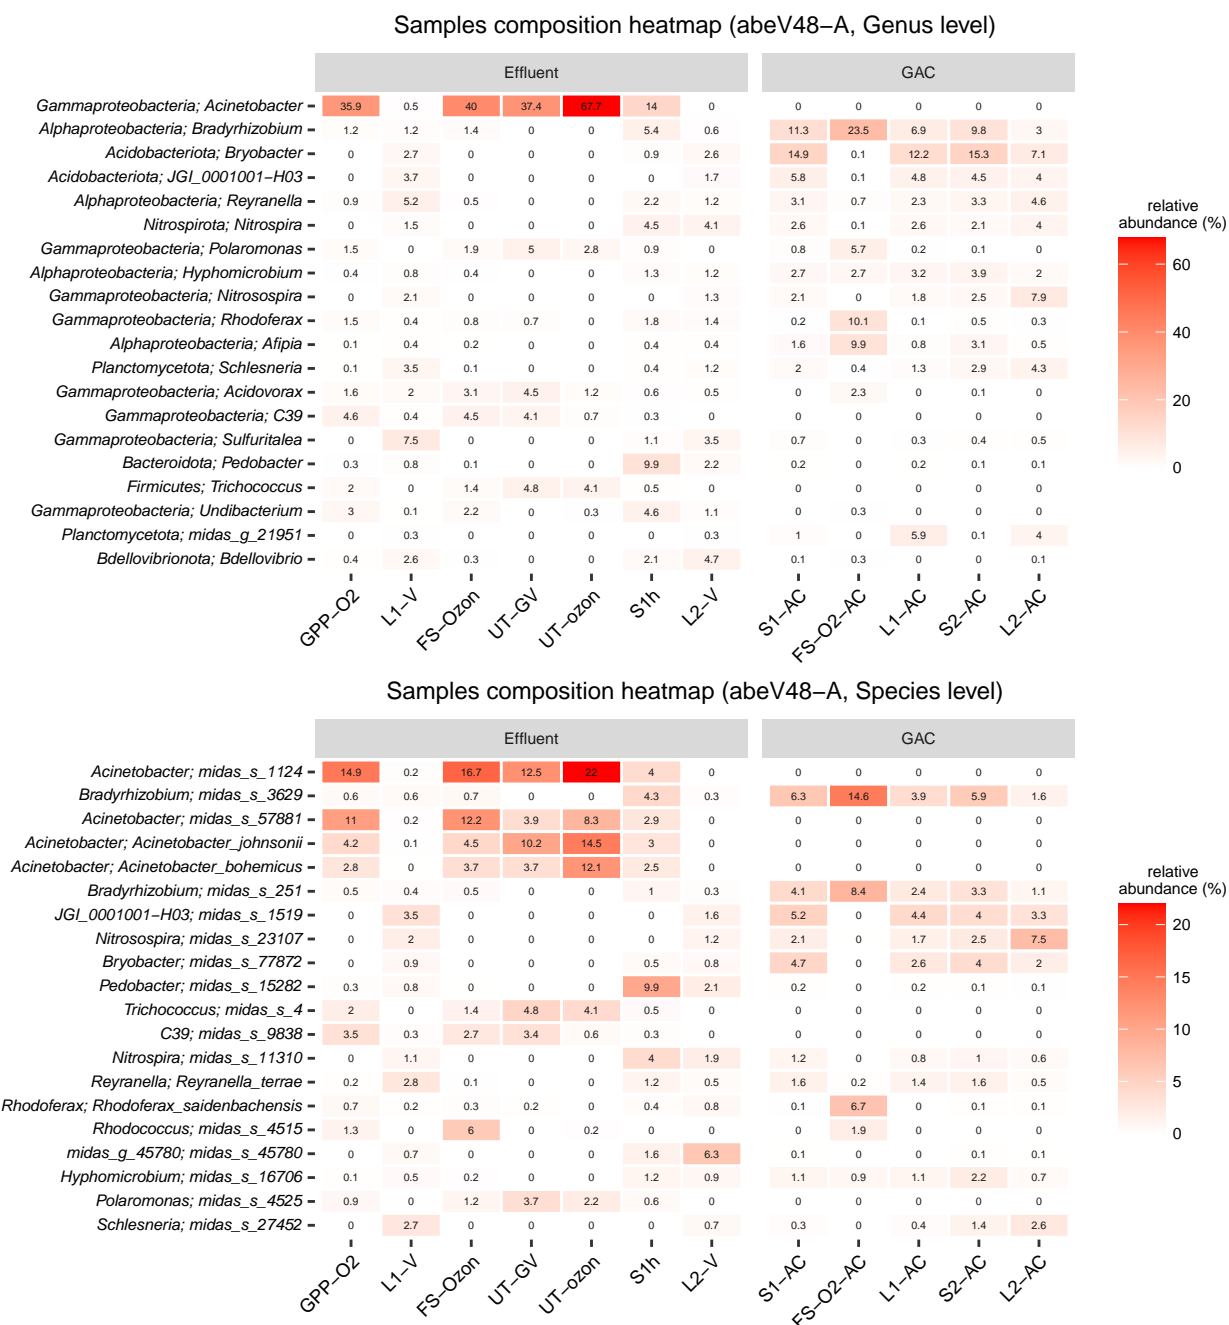 Samples composition heatmap (abeV48−A, Genus level)
Effluent GAC
Gammaproteobacteria; Acinetobacter 35.9 0.5 40 37.4 67.7 14 0 0 0 0 0 0
Alphaproteobacteria; Bradyrhizobium 1.2 1.2 1.4 0 0 5.4 0.6 11.3 23.5 6.9 9.8 3
Acidobacteriota; Bryobacter 0 2.7 0 0 0 0.9 2.6 14.9 0.1 12.2 15.3 7.1
Acidobacteriota; JGI_0001001−H03 0 3.7 0 0 0 0 1.7 5.8 0.1 4.8 4.5 4
Alphaproteobacteria; Reyranella 0.9 5.2 0.5 0 0 2.2 1.2 3.1 0.7 2.3 3.3 4.6
Nitrospirota; Nitrospira 0 1.5 0 0 0 4.5 4.1 2.6 0.1 2.6 2.1 4
Gammaproteobacteria; Polaromonas 1.5 0 1.9 5 2.8 0.9 0 0.8 5.7 0.2 0.1 0
Alphaproteobacteria; Hyphomicrobium 0.4 0.8 0.4 0 0 1.3 1.2 2.7 2.7 3.2 3.9 2
Gammaproteobacteria; Nitrosospira 0 2.1 0 0 0 0 1.3 2.1 0 1.8 2.5 7.9
Gammaproteobacteria; Rhodoferax 1.5 0.4 0.8 0.7 0 1.8 1.4 0.2 10.1 0.1 0.5 0.3
Alphaproteobacteria; Afipia 0.1 0.4 0.2 0 0 0.4 0.4 1.6 9.9 0.8 3.1 0.5
Planctomycetota; Schlesneria 0.1 3.5 0.1 0 0 0.4 1.2 2 0.4 1.3 2.9 4.3
Gammaproteobacteria; Acidovorax 1.6 2 3.1 4.5 1.2 0.6 0.5 0 2.3 0 0.1 0
Gammaproteobacteria; C39 4.6 0.4 4.5 4.1 0.7 0.3 0 0 0 0 0 0
Gammaproteobacteria; Sulfuritalea 0 7.5 0 0 0 1.1 3.5 0.7 0 0.3 0.4 0.5
Bacteroidota; Pedobacter 0.3 0.8 0.1 0 0 9.9 2.2 0.2 0 0.2 0.1 0.1
Firmicutes; Trichococcus 2 0 1.4 4.8 4.1 0.5 0 0 0 0 0 0
Gammaproteobacteria; Undibacterium 3 0.1 2.2 0 0.3 4.6 1.1 0 0.3 0 0 0
Planctomycetota; midas_g_21951 0 0.3 0 0 0 0 0.3 1 0 5.9 0.1 4
Bdellovibrionota; Bdellovibrio 0.4 2.6 0.3 0 0 2.1 4.7 0.1 0.3 0 0 0.1
GPP−O2 L1−V FS−Ozon UT−GV UT−ozon S1h L2−V S1−AC FS−O2−AC L1−AC S2−AC L2−AC
relative
abundance (%)
60
40
20
0
Samples composition heatmap (abeV48−A, Species level)
Effluent GAC
Acinetobacter; midas_s_1124 14.9 0.2 16.7 12.5 22 4 0 0 0 0 0 0
Bradyrhizobium; midas_s_3629 0.6 0.6 0.7 0 0 4.3 0.3 6.3 14.6 3.9 5.9 1.6
Acinetobacter; midas_s_57881 11 0.2 12.2 3.9 8.3 2.9 0 0 0 0 0 0
Acinetobacter; Acinetobacter_johnsonii 4.2 0.1 4.5 10.2 14.5 3 0 0 0 0 0 0
Acinetobacter; Acinetobacter_bohemicus 2.8 0 3.7 3.7 12.1 2.5 0 0 0 0 0 0
Bradyrhizobium; midas_s_251 0.5 0.4 0.5 0 0 1 0.3 4.1 8.4 2.4 3.3 1.1
JGI_0001001−H03; midas_s_1519 0 3.5 0 0 0 0 1.6 5.2 0 4.4 4 3.3
Nitrosospira; midas_s_23107 0 2 0 0 0 0 1.2 2.1 0 1.7 2.5 7.5
Bryobacter; midas_s_77872 0 0.9 0 0 0 0.5 0.8 4.7 0 2.6 4 2
Pedobacter; midas_s_15282 0.3 0.8 0 0 0 9.9 2.1 0.2 0 0.2 0.1 0.1
Trichococcus; midas_s_4 2 0 1.4 4.8 4.1 0.5 0 0 0 0 0 0
C39; midas_s_9838 3.5 0.3 2.7 3.4 0.6 0.3 0 0 0 0 0 0
Nitrospira; midas_s_11310 0 1.1 0 0 0 4 1.9 1.2 0 0.8 1 0.6
Reyranella; Reyranella_terrae 0.2 2.8 0.1 0 0 1.2 0.5 1.6 0.2 1.4 1.6 0.5
Rhodoferax; Rhodoferax_saidenbachensis 0.7 0.2 0.3 0.2 0 0.4 0.8 0.1 6.7 0 0.1 0.1
Rhodococcus; midas_s_4515 1.3 0 6 0 0.2 0 0 0 1.9 0 0 0
midas_g_45780; midas_s_45780 0 0.7 0 0 0 1.6 6.3 0.1 0 0 0.1 0.1
Hyphomicrobium; midas_s_16706 0.1 0.5 0.2 0 0 1.2 0.9 1.1 0.9 1.1 2.2 0.7
Polaromonas; midas_s_4525 0.9 0 1.2 3.7 2.2 0.6 0 0 0 0 0 0
Schlesneria; midas_s_27452 0 2.7 0 0 0 0 0.7 0.3 0 0.4 1.4 2.6
GPP−O2 L1−V FS−Ozon UT−GV UT−ozon S1h L2−V S1−AC FS−O2−AC L1−AC S2−AC L2−AC
relative
abundance (%)
20
15
10
5
0